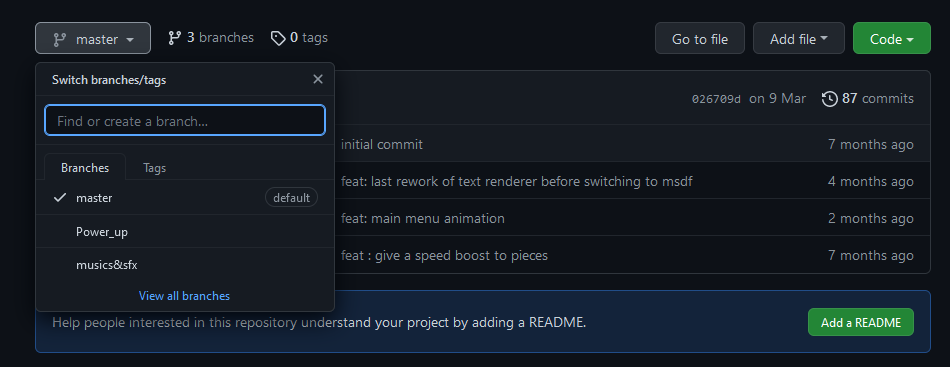 master 3 branches 0 tags Go to file Add file Code
Switch branches/tags
026709d on 9 Mar 87 commits
Find or create a branch...
initial commit 7 months ago
Branches Tags
feat: last rework of text renderer before switching to msdf 4 months ago
master default
feat: main menu animation 2 months ago
Power_up
feat : give a speed boost to pieces 7 months ago
musics&sfx
View all branches
Help people interested in this repository understand your project by adding a README. Add a README